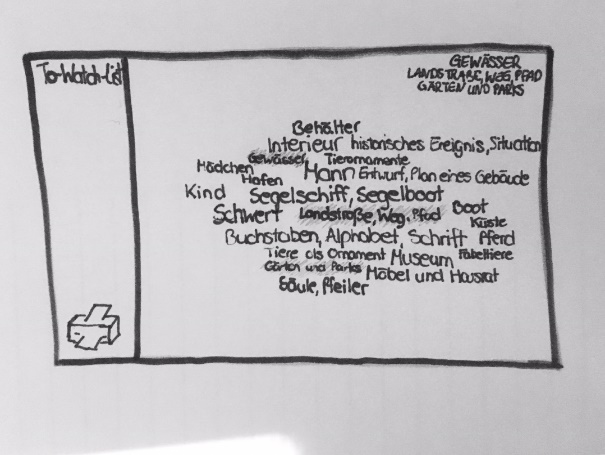 To-Watch-List
GEWÄSSER
LANDSTRAßE, WEG, PFAD
GÄRTEN UND PARKS
Behälter
Interieur historisches Ereignis, Situation
Gewässer Tierornamente
Mädchen Mann Entwurf, Plan eines Gebäude
Hafen
Kind Segelschiff, Segelboot
Schwert Landstraße, Weg, Pfad Boot
Küste
Buchstaben, Alphabet, Schrift Pferd
Tiere als Ornament Museum Fabeltiere
Gärten und Parks Möbel und Hausrat
Säule, Pfeiler